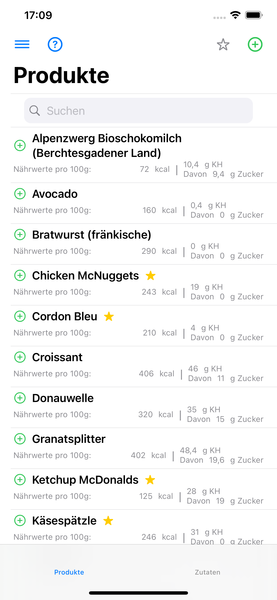 17:09
Produkte
Suchen
Alpenzwerg Bioschokomilch
(Berchtesgadener Land)
Nährwerte pro 100g: 72 kcal 10,4 g KH
Davon 9,4 g Zucker
Avocado
Nährwerte pro 100g: 160 kcal 0,4 g KH
Davon 0 g Zucker
Bratwurst (fränkische)
Nährwerte pro 100g: 290 kcal 0 g KH
Davon 0 g Zucker
Chicken McNuggets
Nährwerte pro 100g: 243 kcal 19 g KH
Davon 0 g Zucker
Cordon Bleu
Nährwerte pro 100g: 210 kcal 4 g KH
Davon 0 g Zucker
Croissant
Nährwerte pro 100g: 406 kcal 46 g KH
Davon 11 g Zucker
Donauwelle
Nährwerte pro 100g: 320 kcal 35 g KH
Davon 15 g Zucker
Granatsplitter
Nährwerte pro 100g: 402 kcal 48,4 g KH
Davon 19,6 g Zucker
Ketchup McDonalds
Nährwerte pro 100g: 125 kcal 28 g KH
Davon 19 g Zucker
Käsespätzle
Nährwerte pro 100g: 246 kcal 31 g KH
Davon 0 g Zucker
Produkte Zutaten